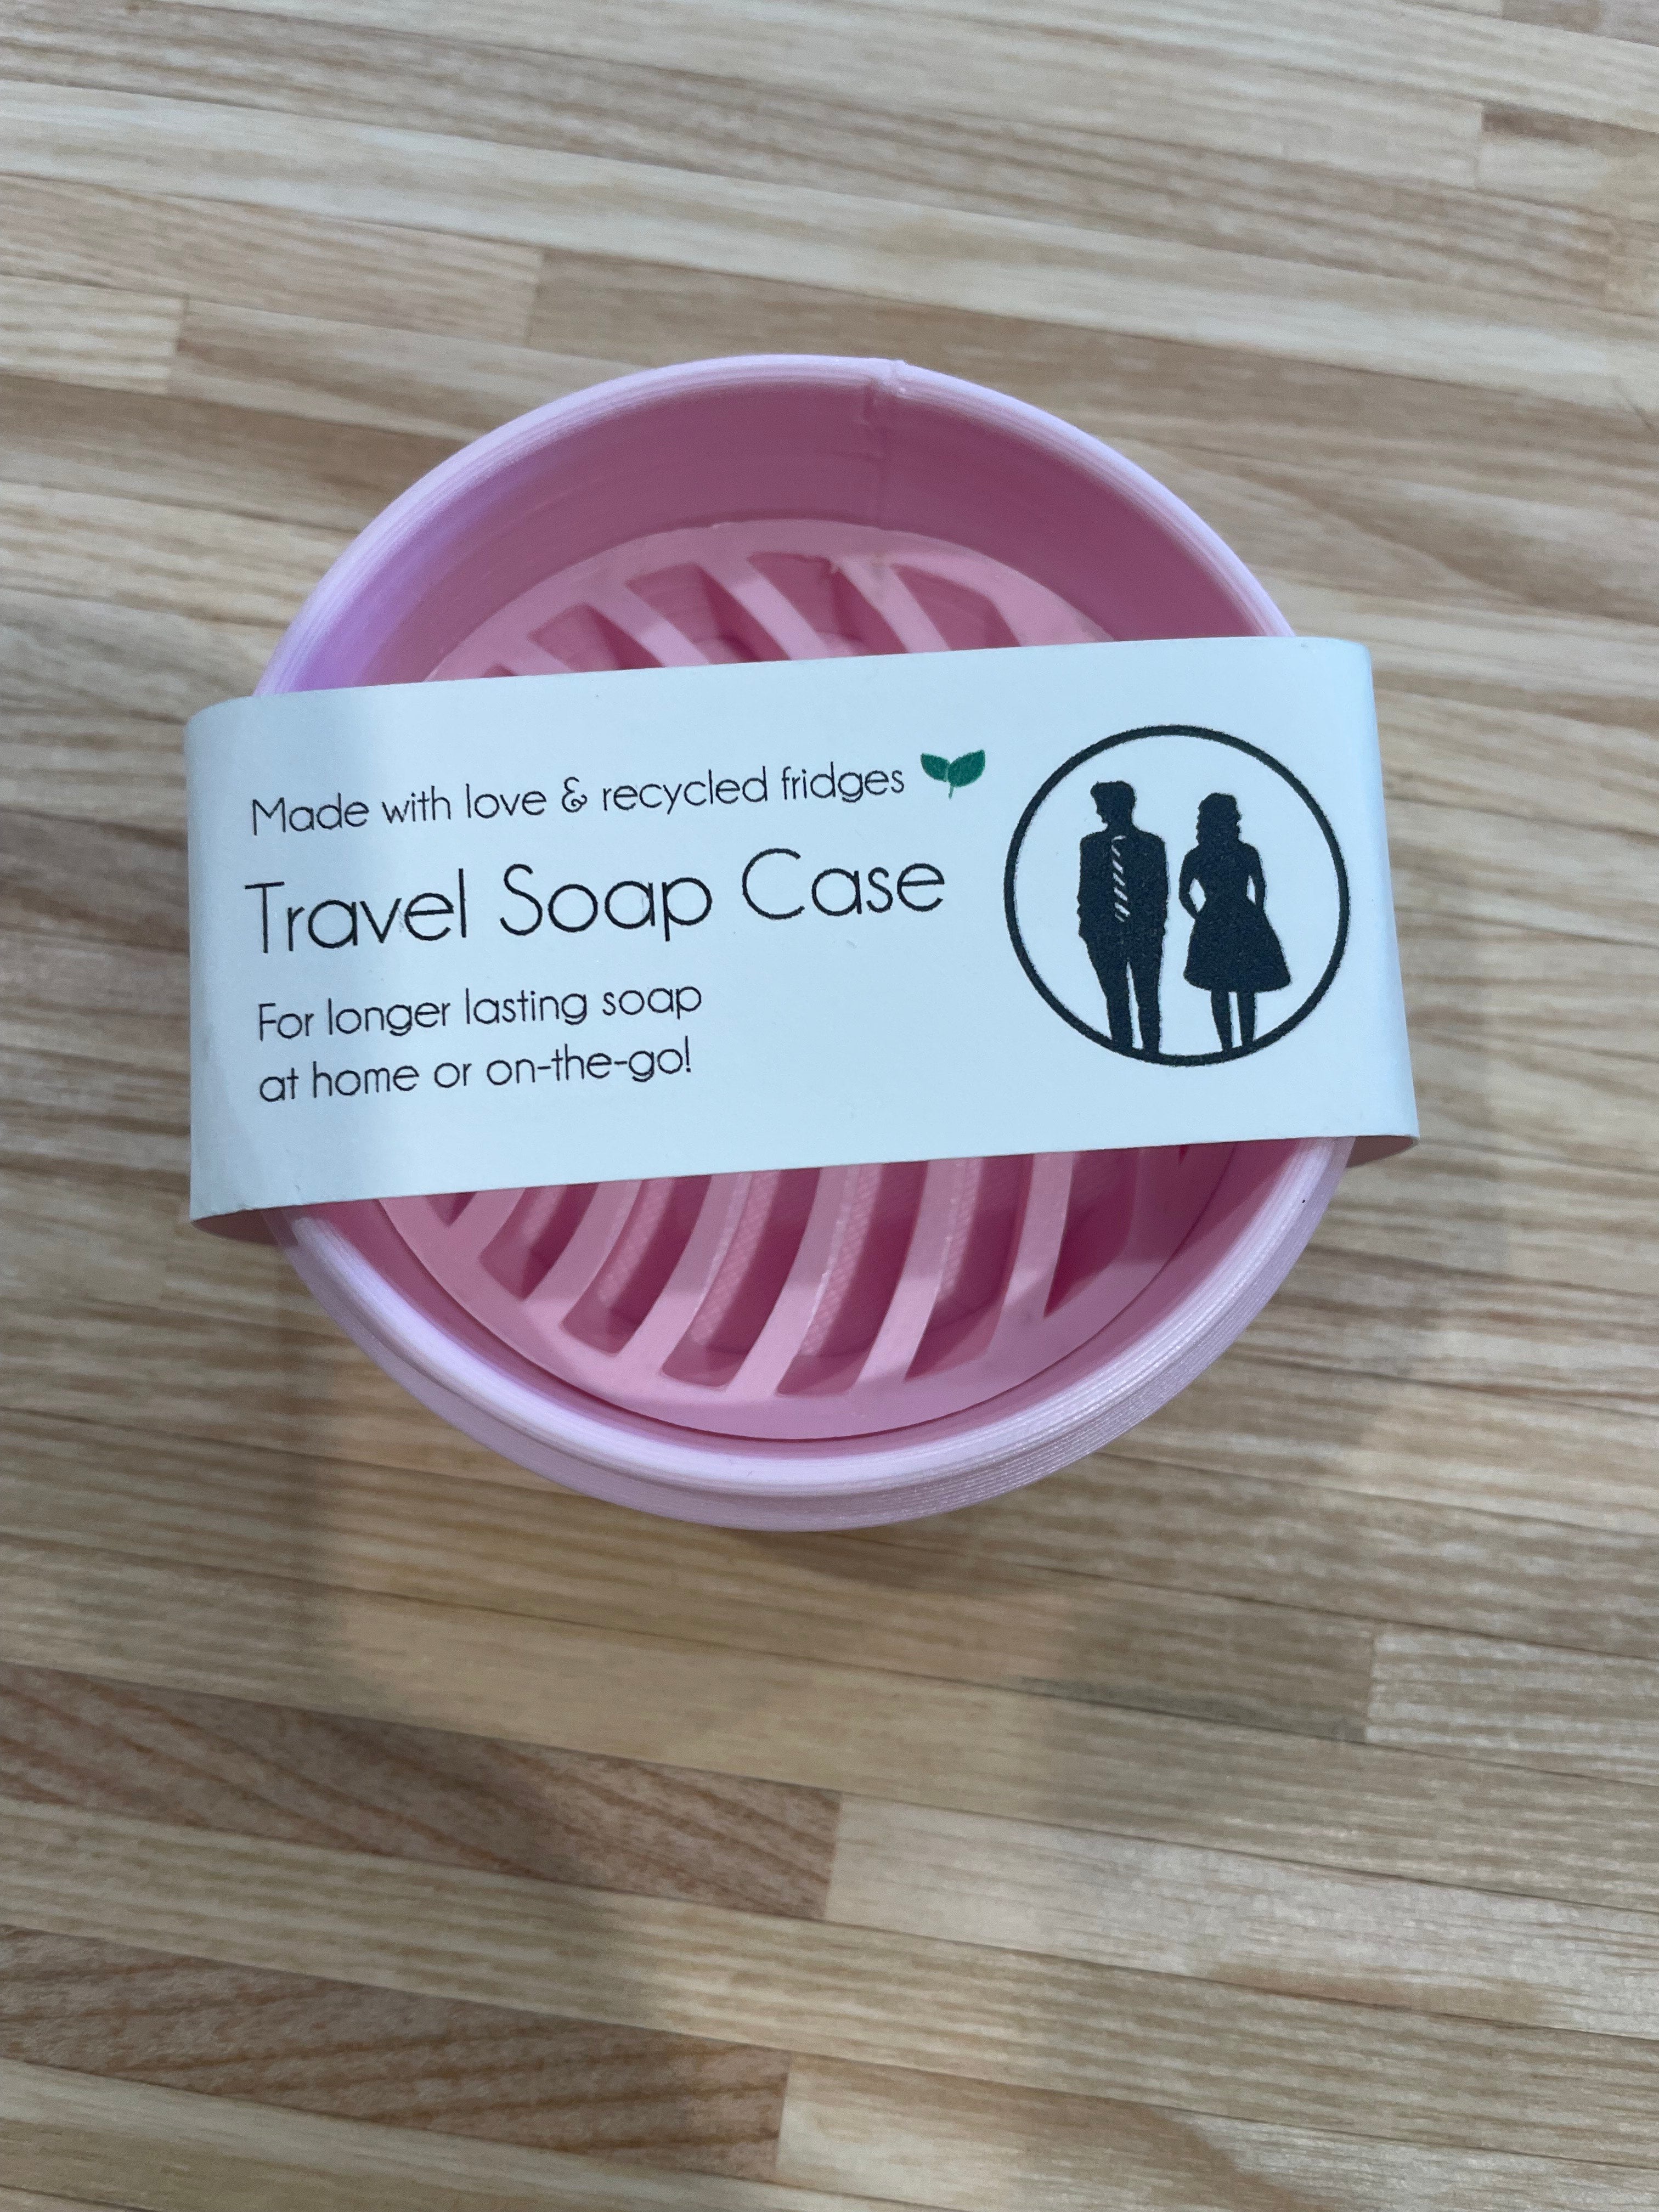 Made with love & recycled fridges
Travel Soap Case
For longer lasting soap
at home or on-the-go!